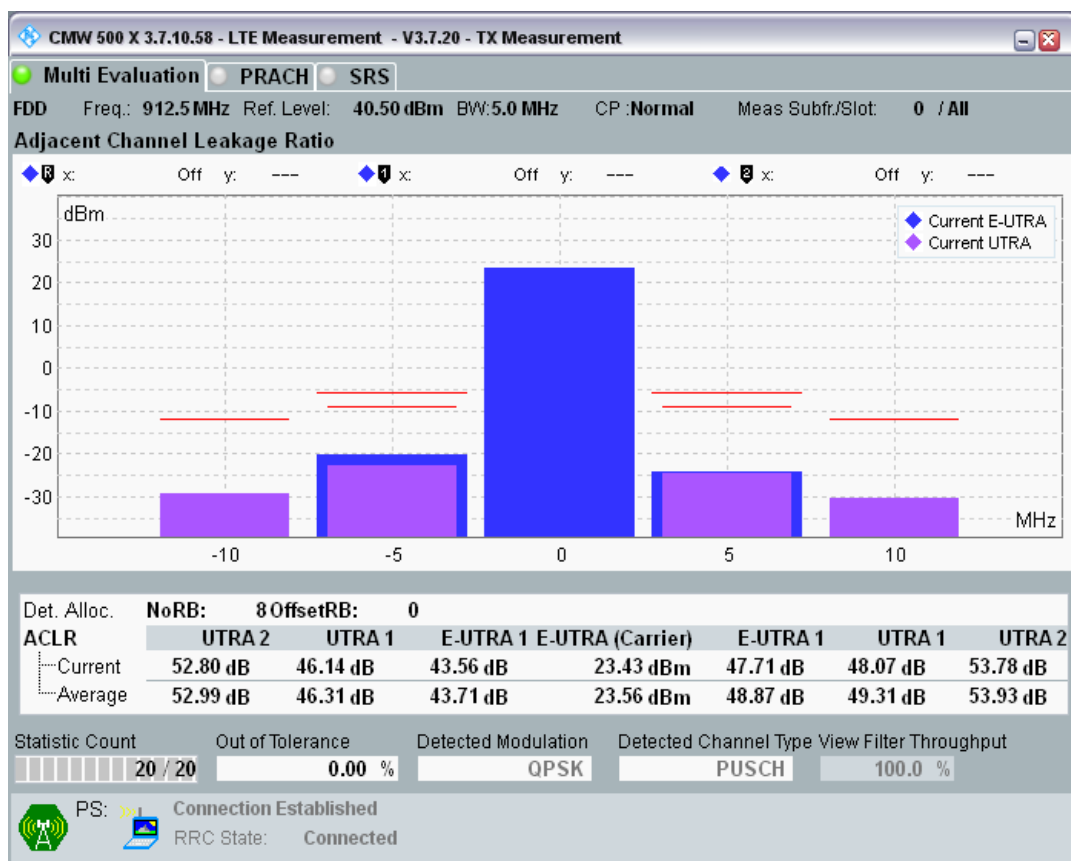 CMW 500 X 3.7.10.58 - LTE Measurement - V3.7.20 - TX Measurement
Multi Evaluation PRACH SRS
FDD Freq.: 912.5 MHz Ref. Level: 40.50 dBm BW: 5.0 MHz CP : Normal Meas Subfr./Slot: 0 / All
Adjacent Channel Leakage Ratio
R x: Off y: --- 1 x: Off y: --- 2 x: Off y: ---
dBm
Current E-UTRA
Current UTRA
30
20
10
0
-10
-20
-30
MHz
-10 -5 0 5 10
Det. Alloc. NoRB: 8 OffsetRB: 0
ACLR UTRA 2 UTRA 1 E-UTRA 1 E-UTRA (Carrier) E-UTRA 1 UTRA 1 UTRA 2
Current 52.80 dB 46.14 dB 43.56 dB 23.43 dBm 47.71 dB 48.07 dB 53.78 dB
Average 52.99 dB 46.31 dB 43.71 dB 23.56 dBm 48.87 dB 49.31 dB 53.93 dB
Statistic Count Out of Tolerance Detected Modulation Detected Channel Type View Filter Throughput
20 / 20 0.00 % QPSK PUSCH 100.0 %
PS: Connection Established
RRC State: Connected